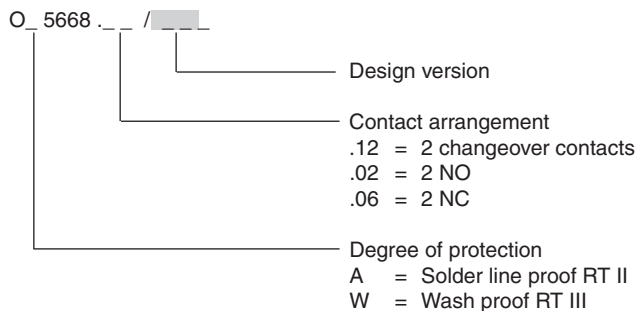 O_ 5668 ._ _ / _ _ _
Design version
Contact arrangement
.12 = 2 changeover contacts
.02 = 2 NO
.06 = 2 NC
Degree of protection
A = Solder line proof RT II
W = Wash proof RT III